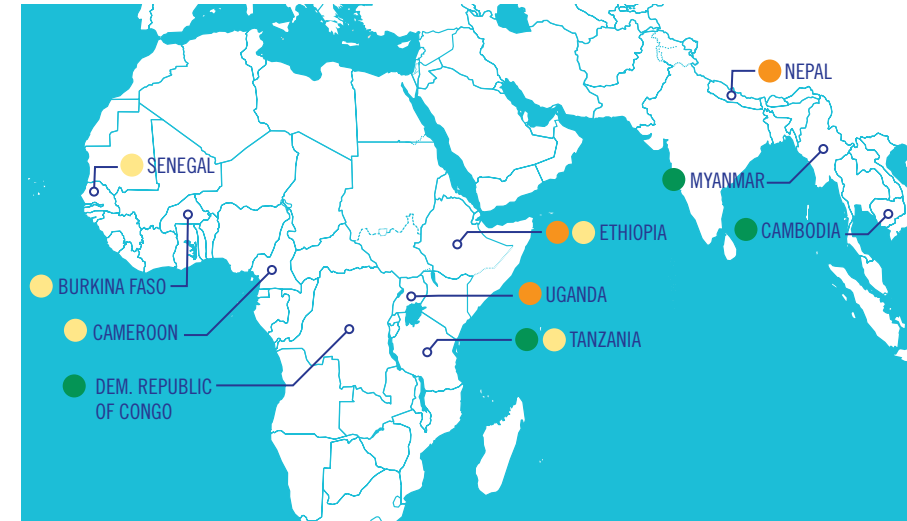 NEPAL
SENEGAL
MYANMAR
ETHIOPIA
CAMBODIA
BURKINA FASO
UGANDA
CAMEROON
TANZANIA
DEM. REPUBLIC
OF CONGO